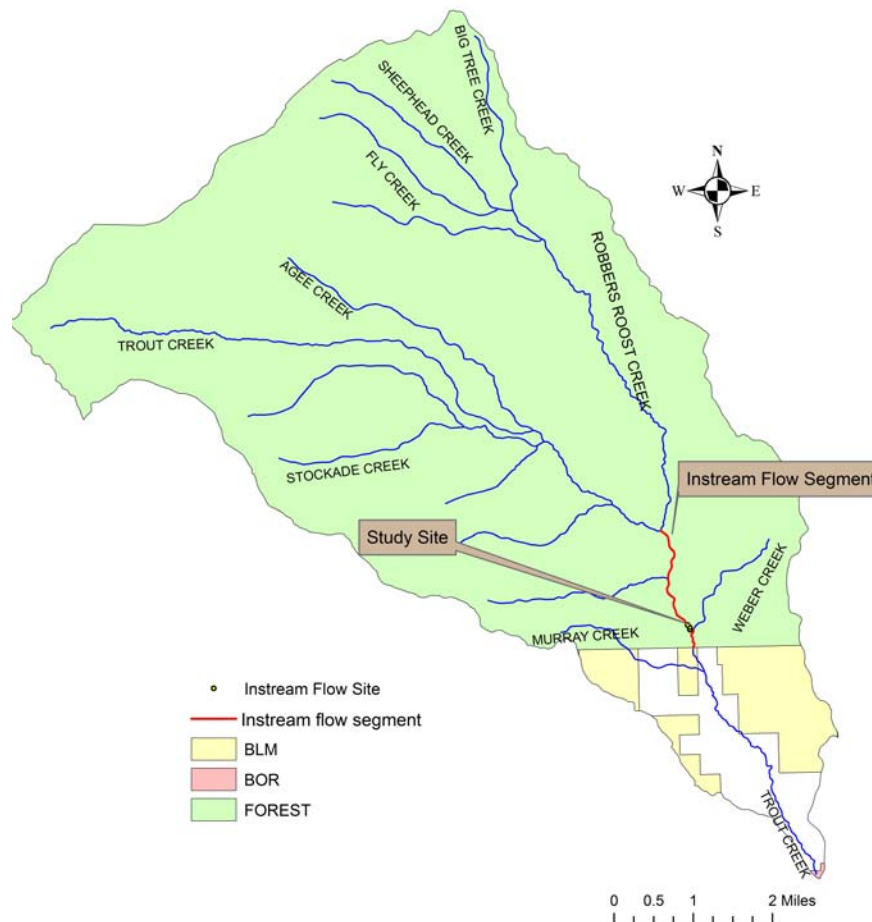 BIG TREE CREEK
SHEEPHEAD CREEK
FLY CREEK
N
W
E
S
ROBBERS ROOST CREEK
AGEE CREEK
TROUT CREEK
STOCKADE CREEK
Instream Flow Segment
Study Site
WEBER CREEK
MURRAY CREEK
Instream Flow Site
Instream flow segment
BLM
BOR
FOREST
TROUT CREEK
0 0.5 1 2 Miles